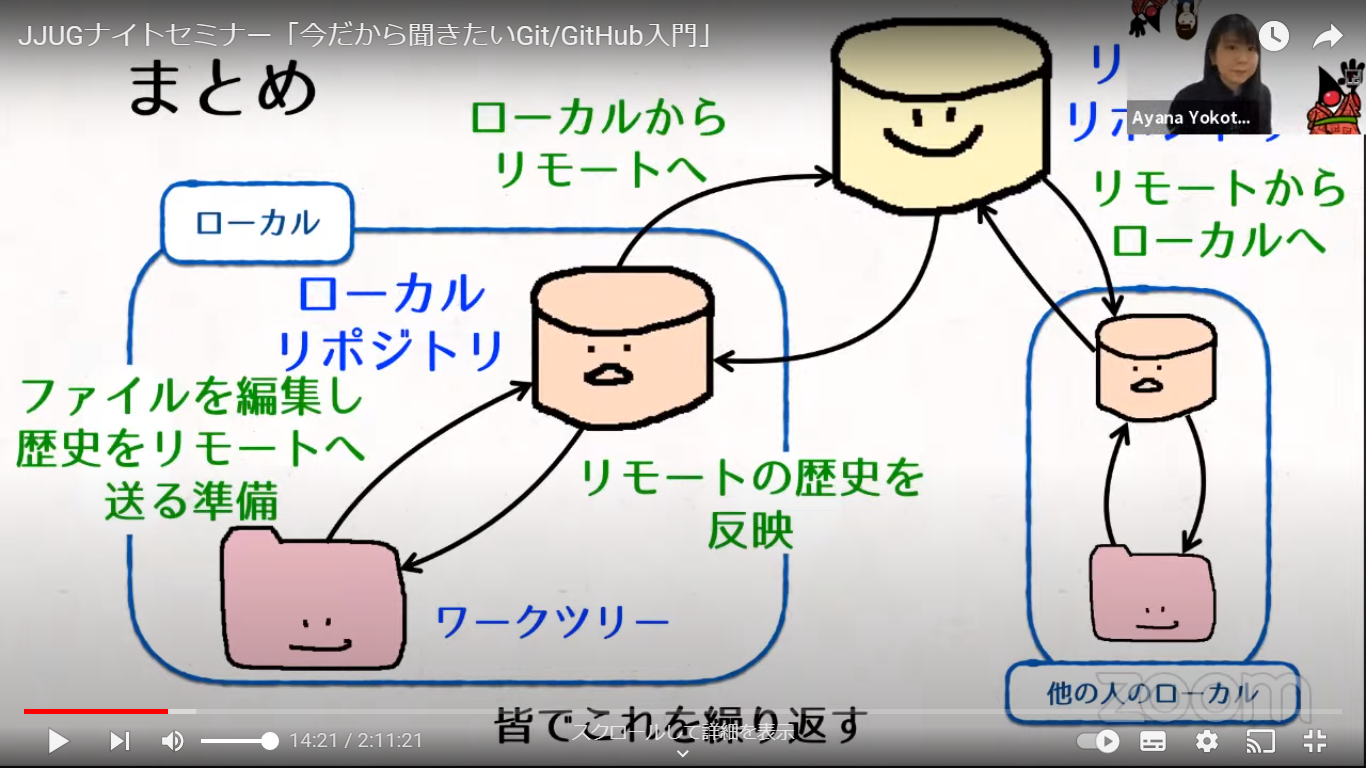 JJUGナイトセミナー「今だから聞きたいGit/GitHub入門」
まとめ
ローカルから
リモートへ
リ
リポジトリ
Ayana Yokot...
リモートから
ローカルへ
ローカル
ローカル
リポジトリ
ファイルを編集し
歴史をリモートへ
送る準備
リモートの歴史を
反映
ワークツリー
他の人のローカル
zoom
皆でこれを繰り返す
スクロールして詳細を表示
14:21 / 2:11:21